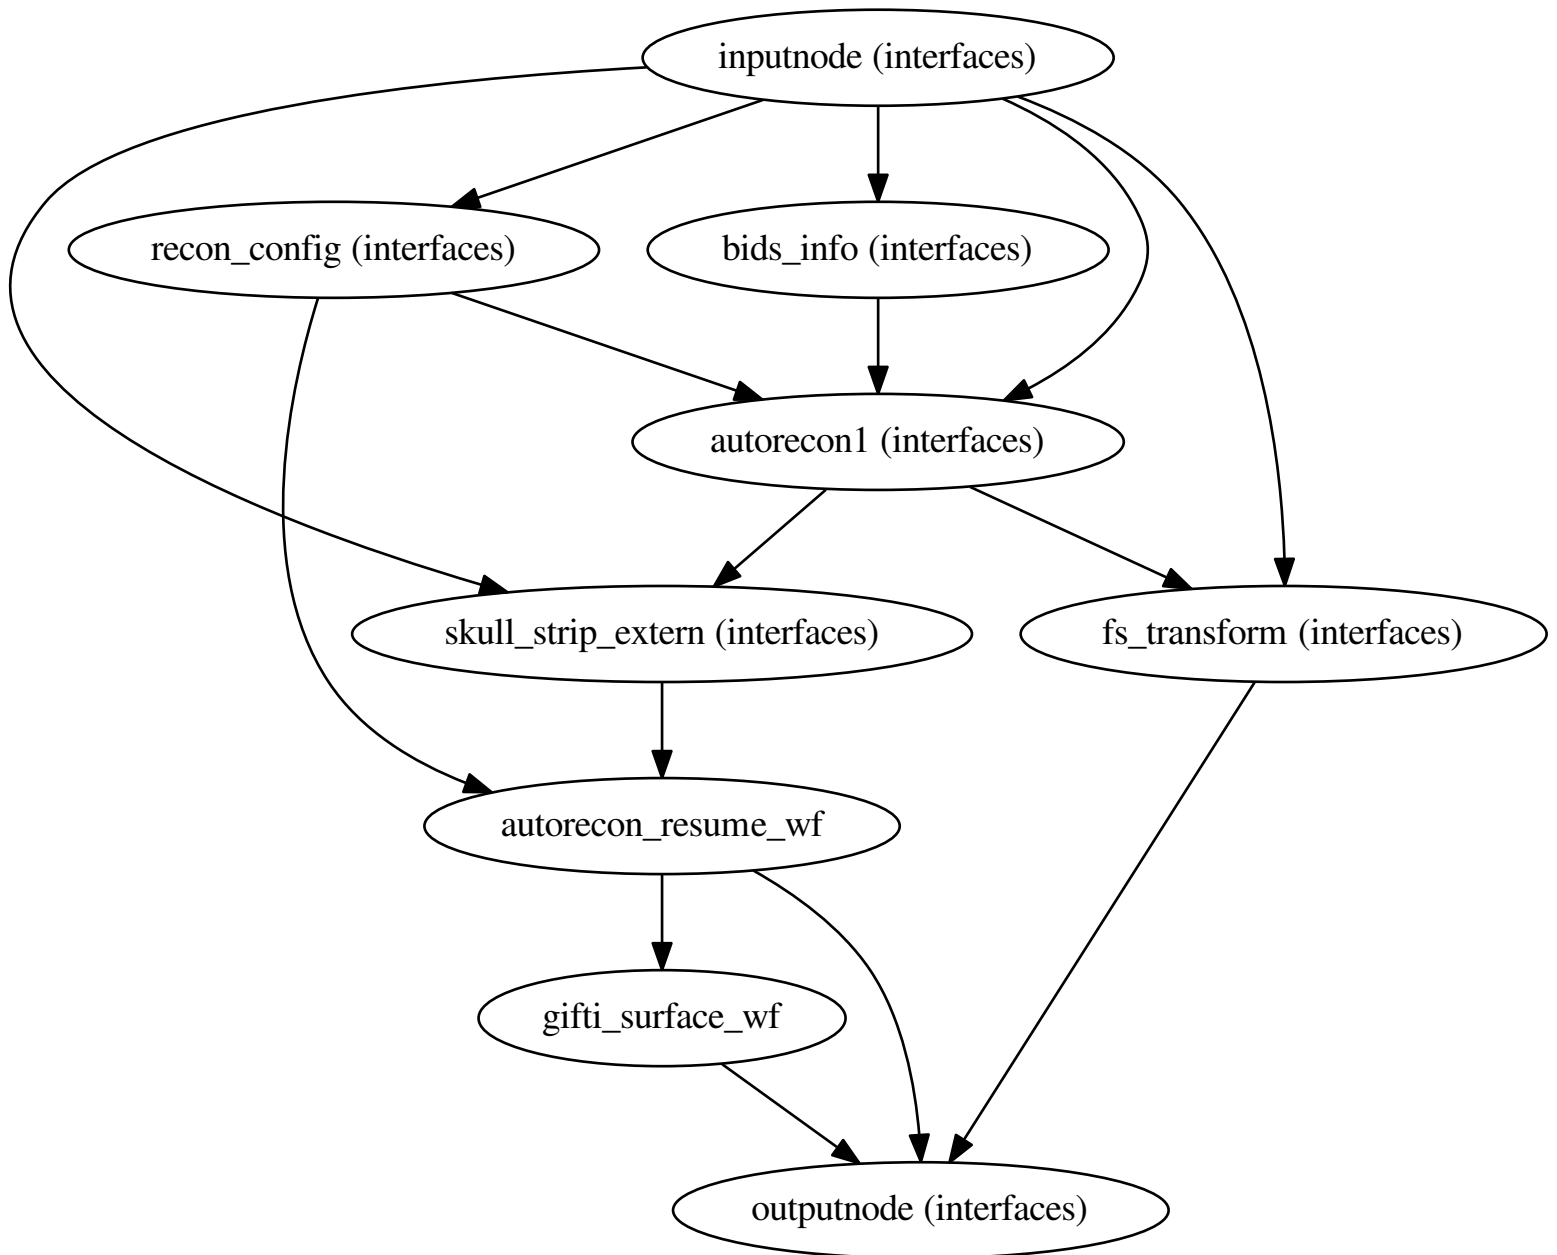 inputnode (interfaces)
recon_config (interfaces)
bids_info (interfaces)
autorecon1 (interfaces)
skull_strip_extern (interfaces)
fs_transform (interfaces)
autorecon_resume_wf
gifti_surface_wf
outputnode (interfaces)